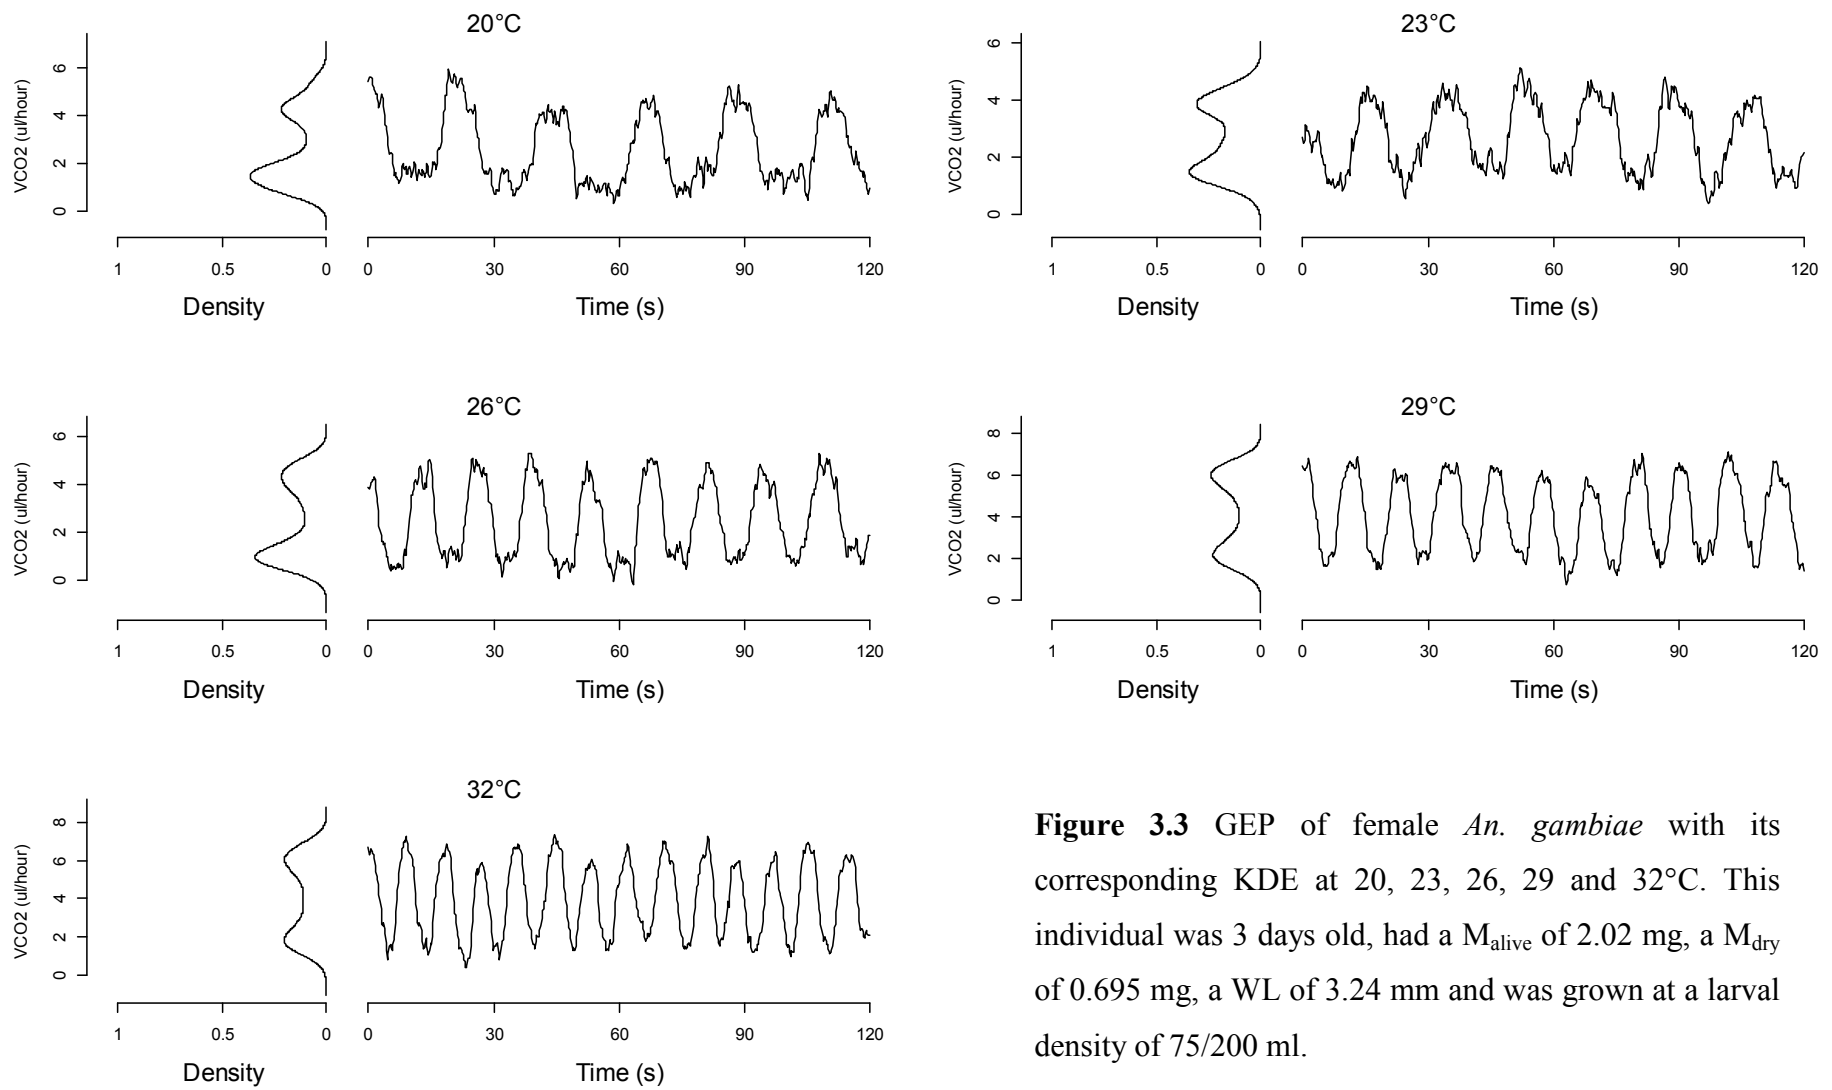 20°C
VCO2 (ul/hour)
6
4
2
0
1 0.5 0
0 30 60 90 120
Density
Time (s)
23°C
VCO2 (ul/hour)
6
4
2
0
1 0.5 0
0 30 60 90 120
Density
Time (s)
26°C
VCO2 (ul/hour)
6
4
2
0
1 0.5 0
0 30 60 90 120
Density
Time (s)
29°C
VCO2 (ul/hour)
8
6
4
2
0
1 0.5 0
0 30 60 90 120
Density
Time (s)
32°C
VCO2 (ul/hour)
8
6
4
2
0
1 0.5 0
0 30 60 90 120
Density
Time (s)
Figure 3.3 GEP of female An. gambiae with its
corresponding KDE at 20, 23, 26, 29 and 32°C. This
individual was 3 days old, had a Malive of 2.02 mg, a Mdry
of 0.695 mg, a WL of 3.24 mm and was grown at a larval
density of 75/200 ml.